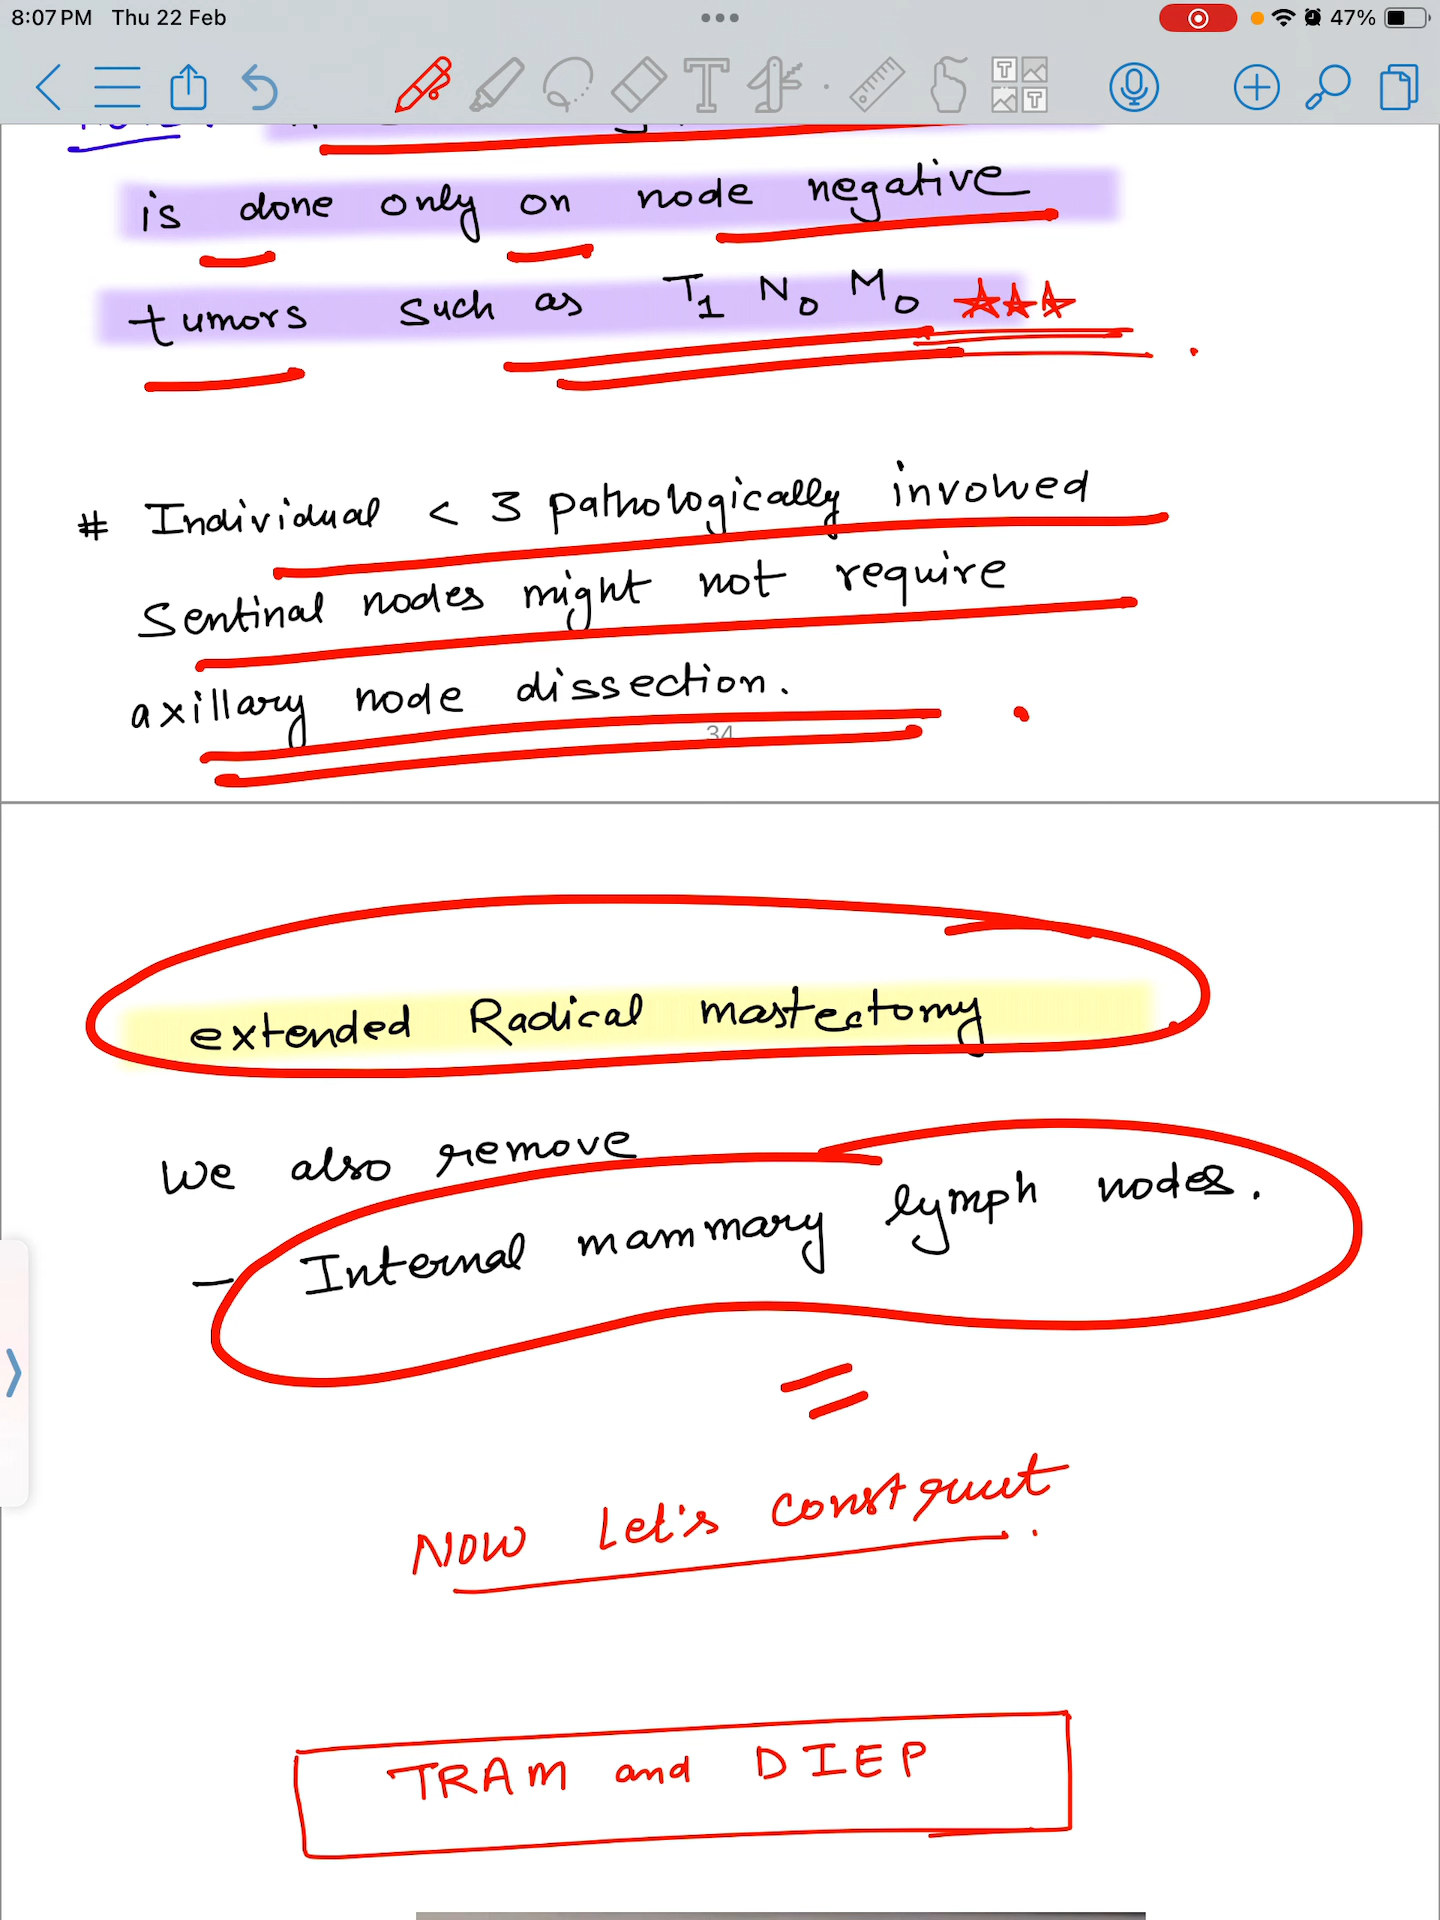 8:07 PM Thu 22 Feb
47%
is done only on node negative
tumors such as T1 N0 M0
# Individual < 3 pathologically involved
Sentinal nodes might not require
axillary node dissection.
34
extended Radical mastectomy
We also remove
- Internal mammary lymph nodes.
Now Let's construct.
TRAM and DIEP